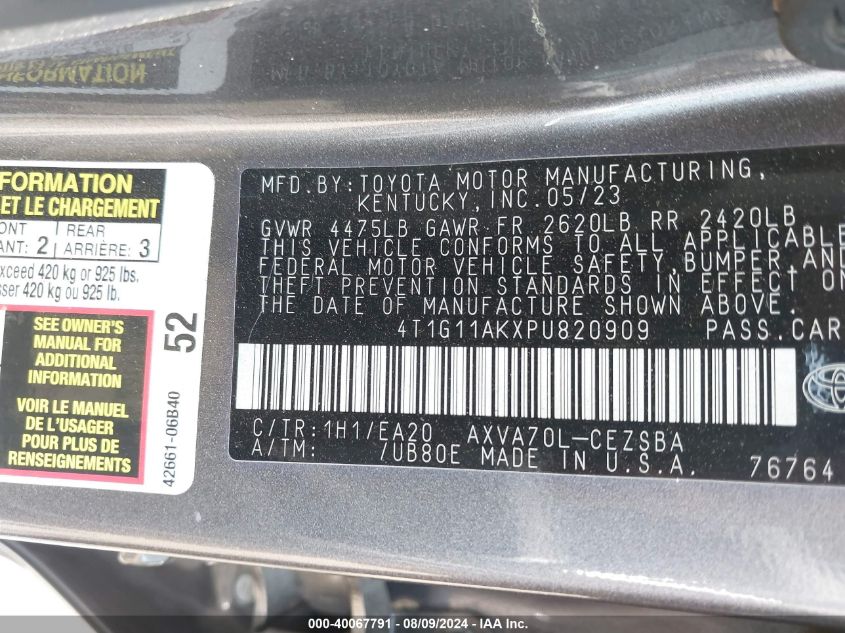 INFORMATION
FORMATION
ET LE CHARGEMENT
ONT
ANT: 2
REAR
ARRIÈRE: 3
exceed 420 kg or 925 lbs.
sser 420 kg ou 925 lb.
SEE OWNER'S
MANUAL FOR
ADDITIONAL
INFORMATION
VOIR LE MANUEL
DE L'USAGER
POUR PLUS DE
RENSEIGNEMENTS
52
42661-06B40
MFD.BY:TOYOTA MOTOR MANUFACTURING,
KENTUCKY, INC. 05/23
GVWR 4475LB GAWR FR 2620LB RR 2420LB
THIS VEHICLE CONFORMS TO ALL APPLICABLE
FEDERAL MOTOR VEHICLE SAFETY, BUMPER, AND
THEFT PREVENTION STANDARDS IN EFFECT ON
THE DATE OF MANUFACTURE SHOWN ABOVE.
4T1G11AKXPU820909 PASS.CAR
C/TR:1H1/EA20 AXVA70L-CEZSBA
A/TM: /UB80E MADE IN U.S.A. 76764
000-40067791 - 08/09/2024 - IAAI Inc.